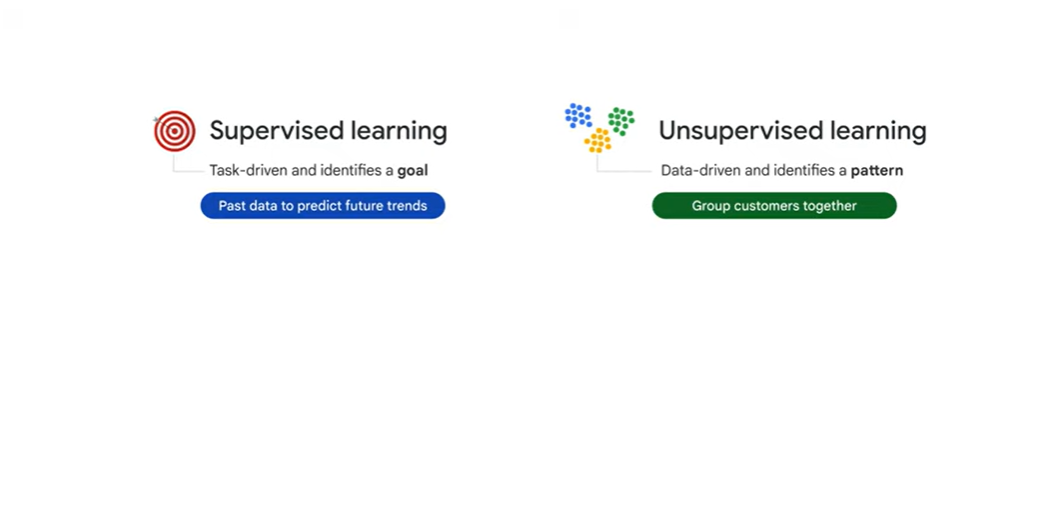 Supervised learning
Task-driven and identifies a goal
Past data to predict future trends
Unsupervised learning
Data-driven and identifies a pattern
Group customers together